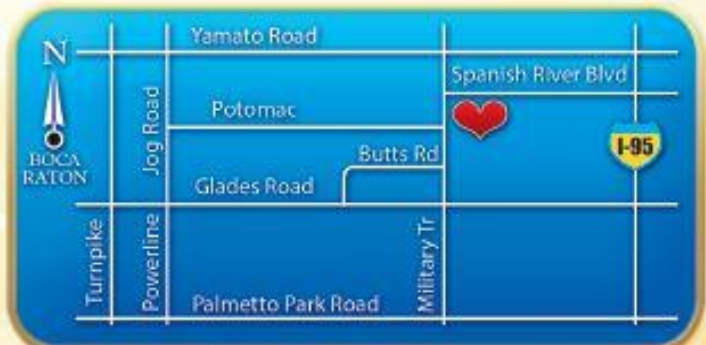 Yamato Road
N
Spanish River Blvd
Potomac
Jog Road
BOCA
RATON
I-95
Butts Rd
Glades Road
Turnpike
Powerline
Military Tr
Palmetto Park Road